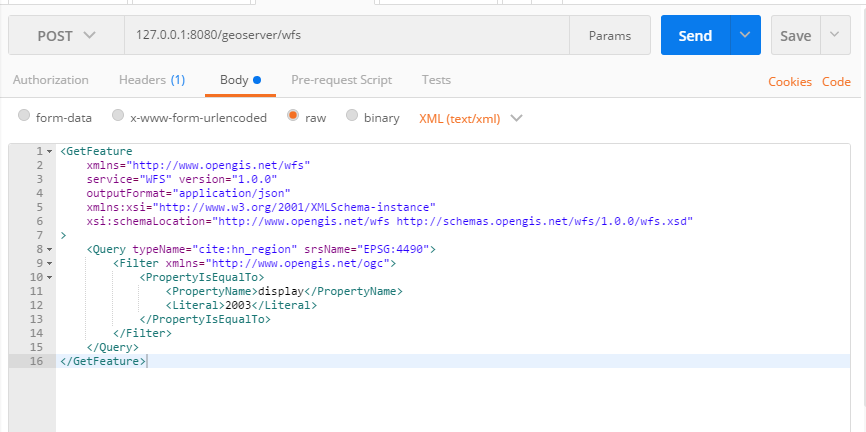 POST 127.0.0.1:8080/geoserver/wfs Params Send Save
Authorization Headers (1) Body Pre-request Script Tests Cookies Code
form-data x-www-form-urlencoded raw binary XML (text/xml)
1 <GetFeature
2 xmlns="http://www.opengis.net/wfs"
3 service="WFS" version="1.0.0"
4 outputFormat="application/json"
5 xmlns:xsi="http://www.w3.org/2001/XMLSchema-instance"
6 xsi:schemaLocation="http://www.opengis.net/wfs http://schemas.opengis.net/wfs/1.0.0/wfs.xsd"
7 >
8 <Query typeName="cite:hn_region" srsName="EPSG:4490">
9 <Filter xmlns="http://www.opengis.net/ogc">
10 <PropertyIsEqualTo>
11 <PropertyName>display</PropertyName>
12 <Literal>2003</Literal>
13 </PropertyIsEqualTo>
14 </Filter>
15 </Query>
16 </GetFeature>